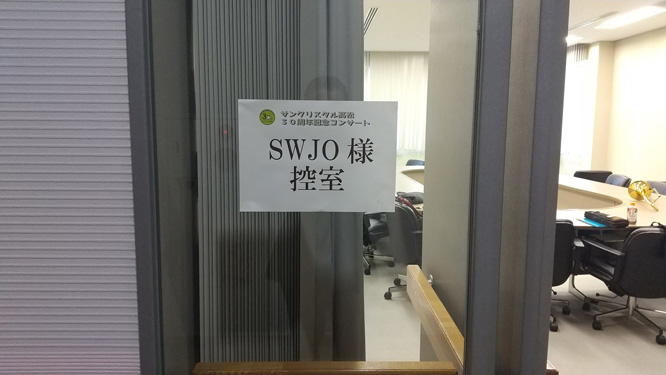 サンクリスタル高松
30周年記念コンサート
SWJO 様
控室